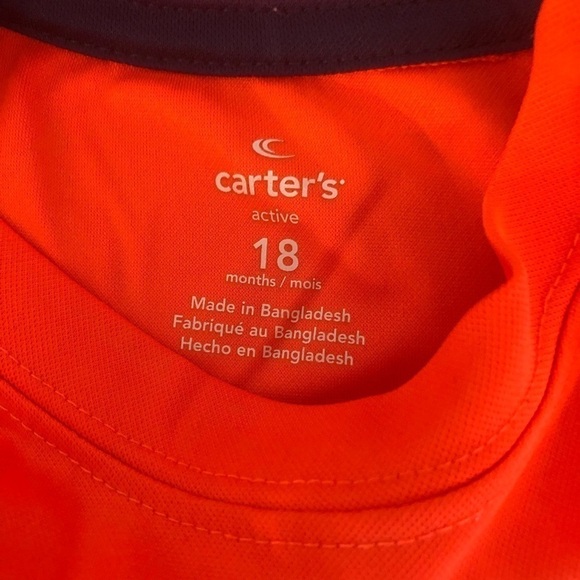 carter's
active
18
months / mois
Made in Bangladesh
Fabriqué au Bangladesh
Hecho en Bangladesh